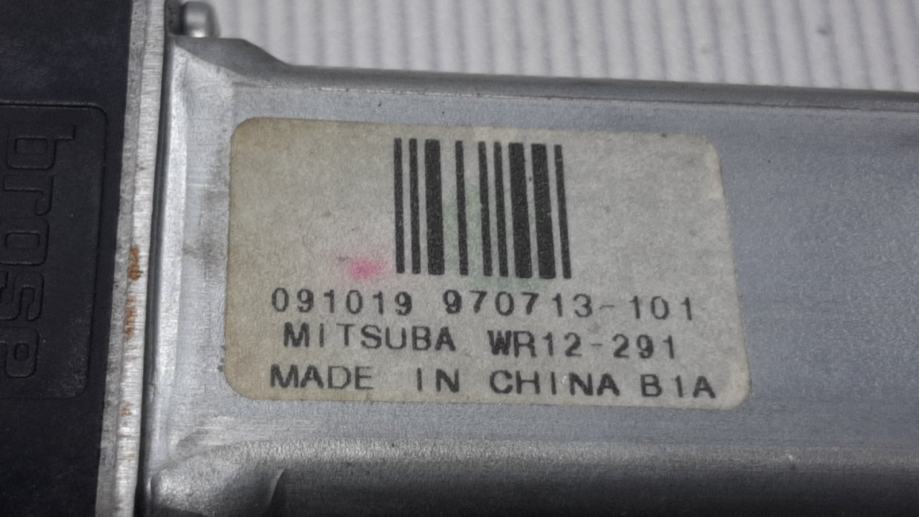 brose
091019 970713-101
MITSUBA WR12-291
MADE IN CHINA B1A